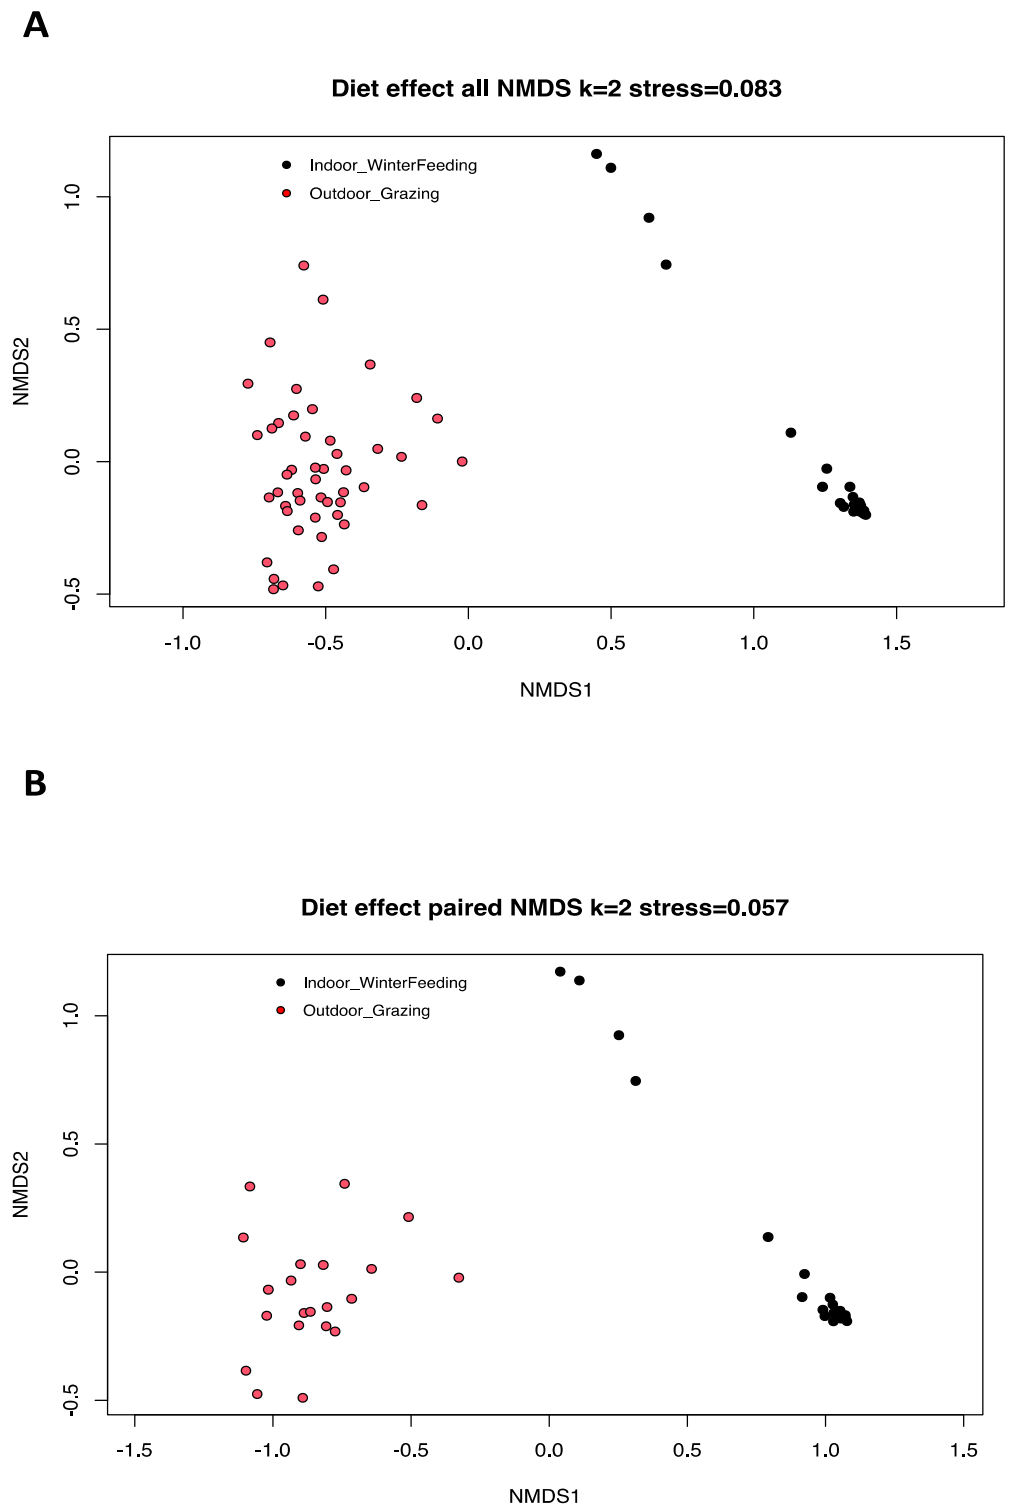 A
Diet effect all NMDS k=2 stress=0.083
Indoor_WinterFeeding
Outdoor_Grazing
1.0
0.5
0.0
-0.5
NMDS2
-1.0 -0.5 0.0 0.5 1.0 1.5
NMDS1
B
Diet effect paired NMDS k=2 stress=0.057
Indoor_WinterFeeding
Outdoor_Grazing
1.0
0.5
0.0
-0.5
NMDS2
-1.5 -1.0 -0.5 0.0 0.5 1.0 1.5
NMDS1